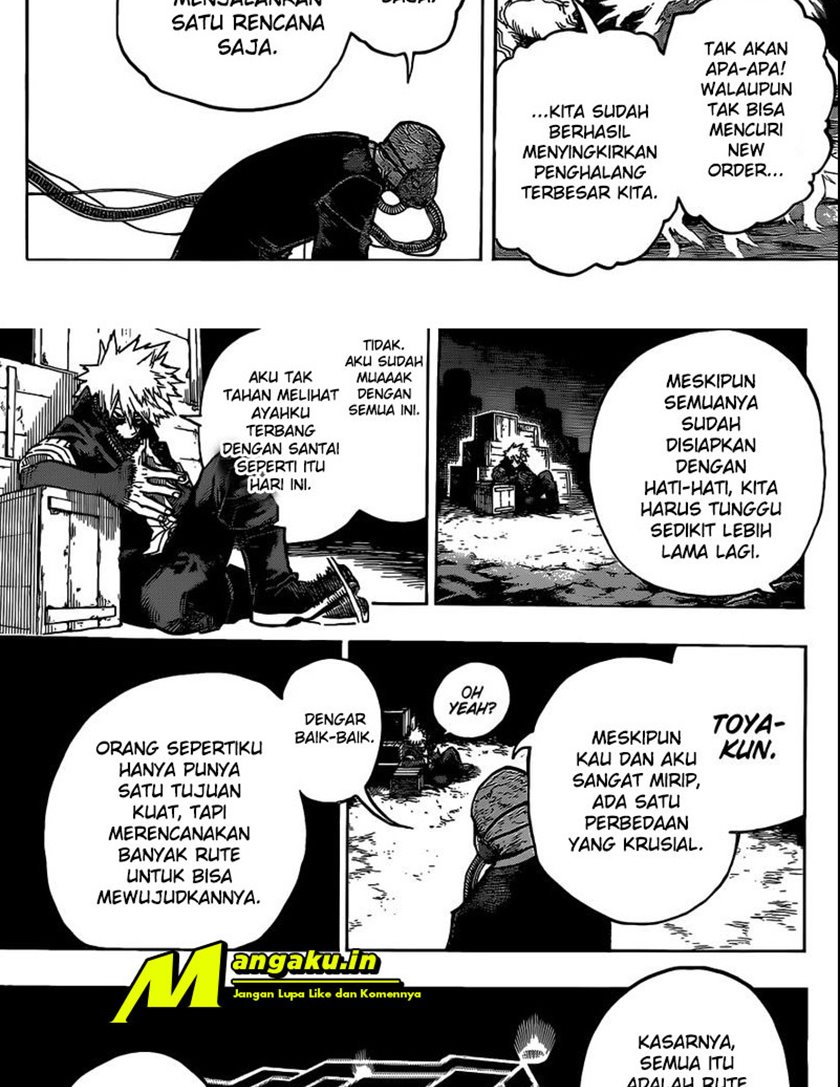 TAK AKAN
APA-APA!
WALAUPUN
TAK BISA
MENCURI
NEW
ORDER...
...KITA SUDAH
BERHASIL
MENYINGKIRKAN
PENGHALANG
TERBESAR KITA.
MENJALANKAN
SATU RENCANA
SAJA.
MESKIPUN
SEMUANYA
SUDAH
DISIAPKAN
DENGAN
HATI-HATI, KITA
HARUS TUNGGU
SEDIKIT LEBIH
LAMA LAGI.
TIDAK.
AKU SUDAH
MUAAAK
DENGAN
SEMUA INI.
AKU TAK
TAHAN MELIHAT
AYAHKU
TERBANG
DENGAN SANTAI
SEPERTI ITU
HARI INI.
TOYA-
KUN.
MESKIPUN
KAU DAN AKU
SANGAT MIRIP,
ADA SATU
PERBEDAAN
YANG KRUSIAL.
OH
YEAH?
DENGAR
BAIK-BAIK.
ORANG SEPERTIKU
HANYA PUNYA
SATU TUJUAN
KUAT, TAPI
MERENCANAKAN
BANYAK RUTE
UNTUK BISA
MEWUJUDKANNYA.
Mangaku.in
Jangan Lupa Like dan Komennya
KASARNYA,
SEMUA ITU
ADALAH RUTE